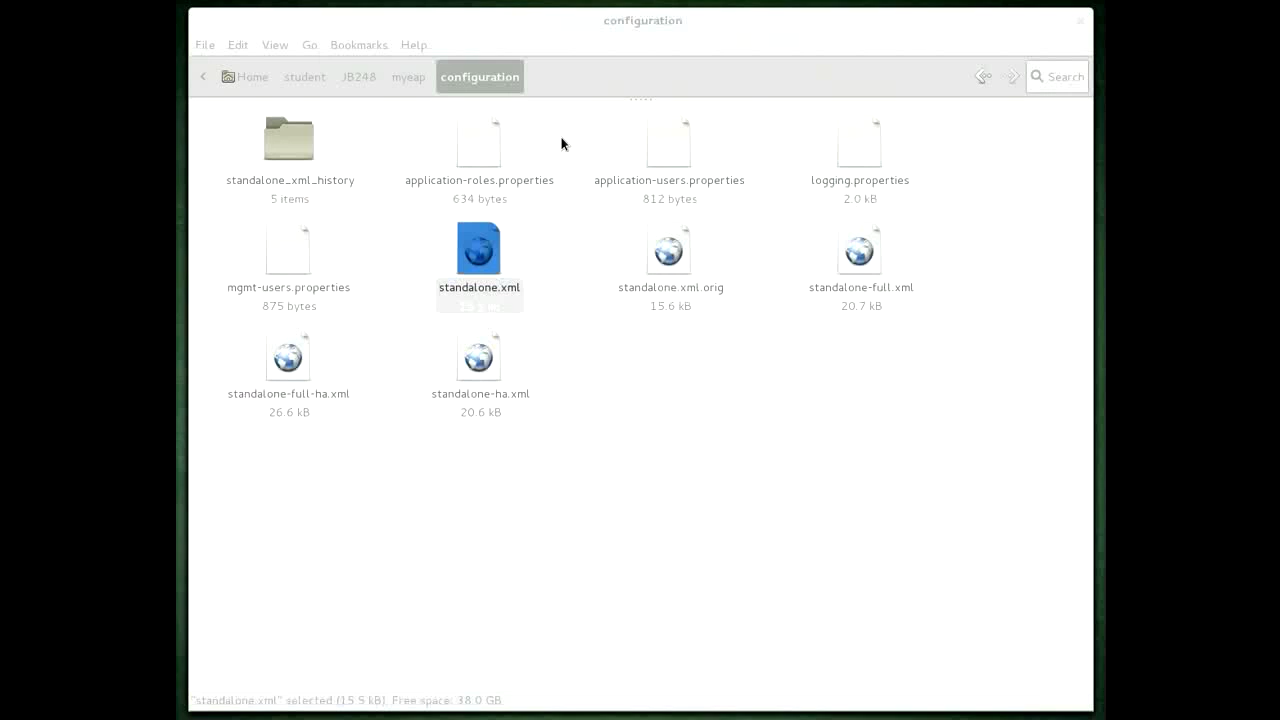 configuration
File Edit View Go Bookmarks Help
Home student JB248 myeap configuration Search
standalone_xml_history application-roles.properties application-users.properties logging.properties
5 items 634 bytes 812 bytes 2.0 kB
mgmt-users.properties standalone.xml standalone.xml.orig standalone-full.xml
875 bytes 15.6 kB 20.7 kB
standalone-full-ha.xml standalone-ha.xml
26.6 kB 20.6 kB
"standalone.xml" selected (15.5 kB), Free space: 38.0 GB